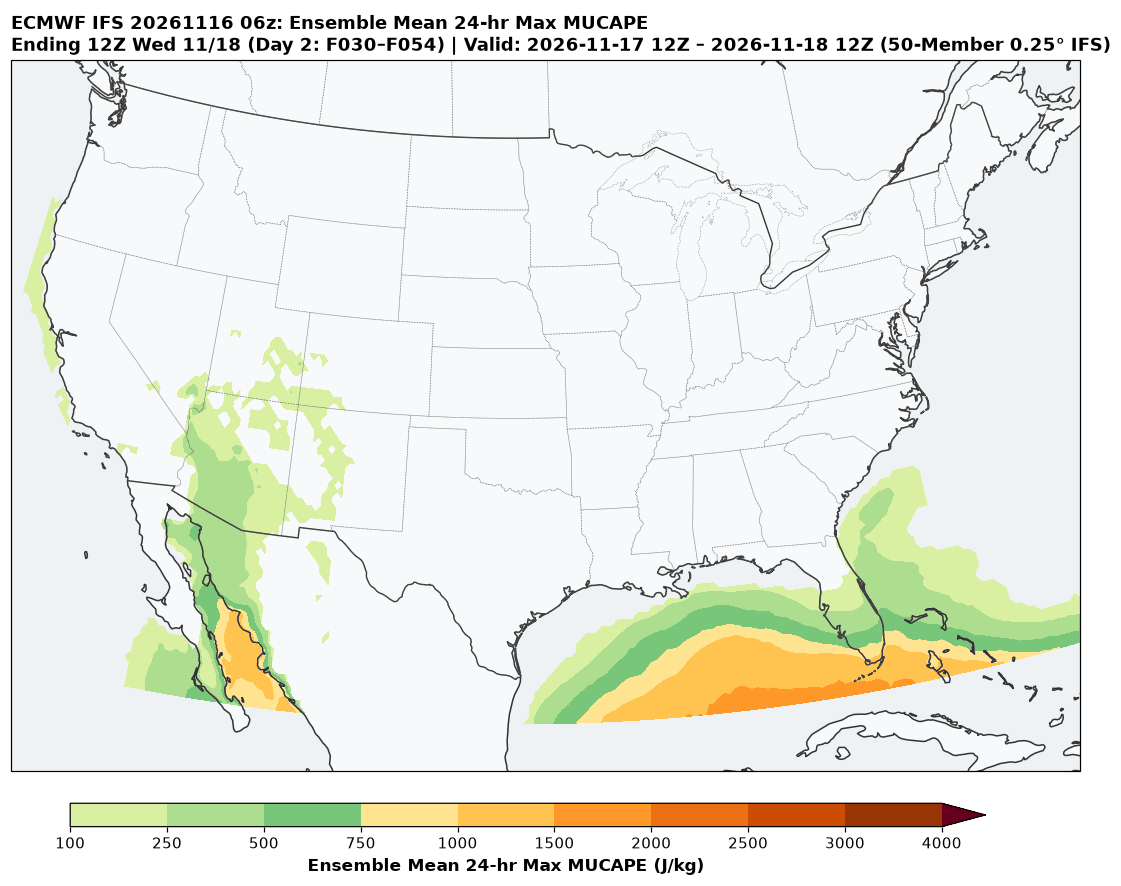 ECMWF IFS 20261116 06z: Ensemble Mean 24-hr Max MUCAPE
Ending 12Z Wed 11/18 (Day 2: F030–F054) | Valid: 2026-11-17 12Z – 2026-11-18 12Z (50-Member 0.25° IFS)
100 250 500 750 1000 1500 2000 2500 3000 4000
Ensemble Mean 24-hr Max MUCAPE (J/kg)